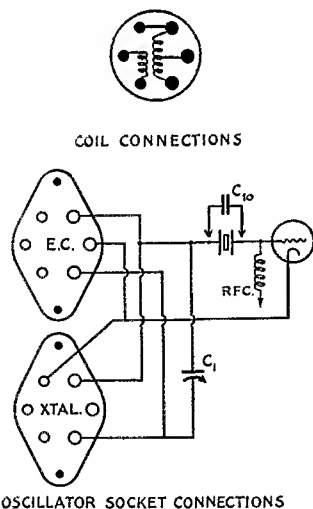 COIL CONNECTIONS
E.C.
C10
RFC.
C1
XTAL.
OSCILLATOR SOCKET CONNECTIONS